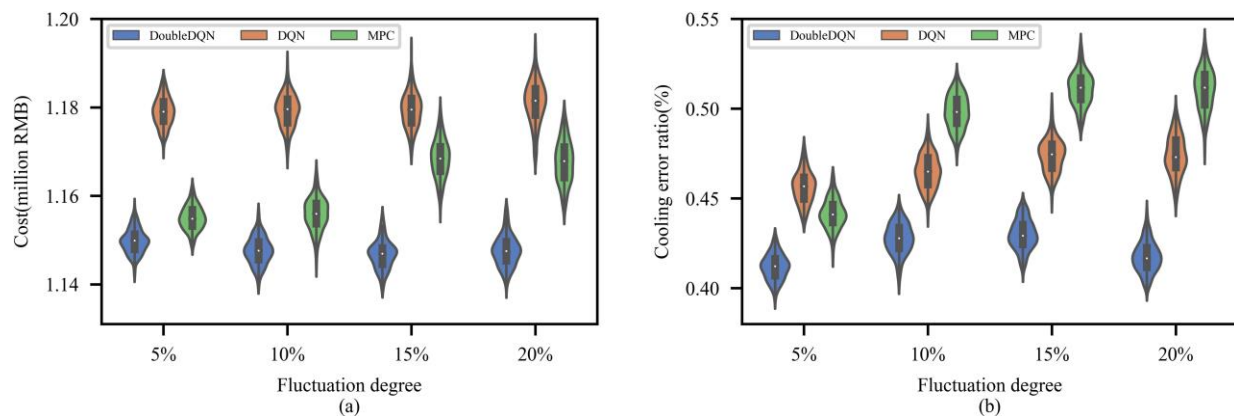 DoubleDQN DQN MPC
Cost(million RMB)
1.20
1.18
1.16
1.14
5% 10% 15% 20%
Fluctuation degree
(a)
DoubleDQN DQN MPC
Cooling error ratio(%)
0.55
0.50
0.45
0.40
5% 10% 15% 20%
Fluctuation degree
(b)